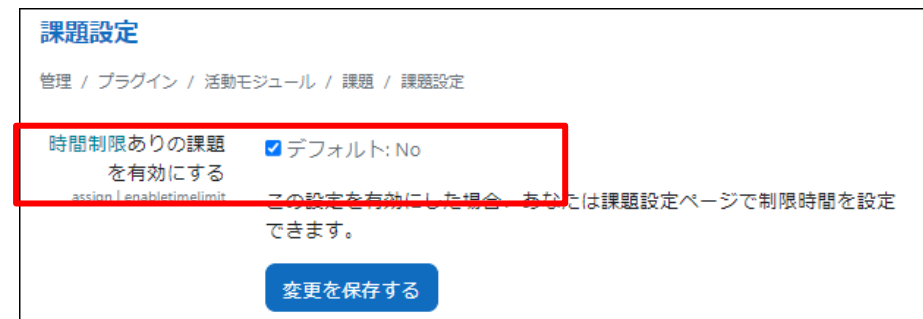 課題設定
管理 / プラグイン / 活動モジュール / 課題 / 課題設定
時間制限ありの課題 デフォルト: No
を有効にする
assign | enabletimelimit
この設定を有効にした場合、あなたは課題設定ページで制限時間を設定
できます。
変更を保存する